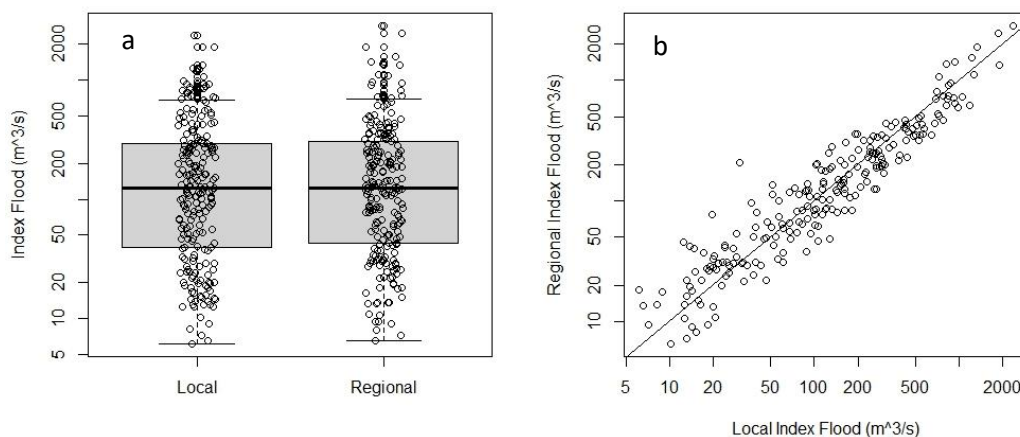 a
Index Flood (m^3/s)
2000
500
200
50
20
10
5
Local Regional
b
Regional Index Flood (m^3/s)
2000
500
200
50
20
10
5 10 20 50 100 200 500 2000
Local Index Flood (m^3/s)